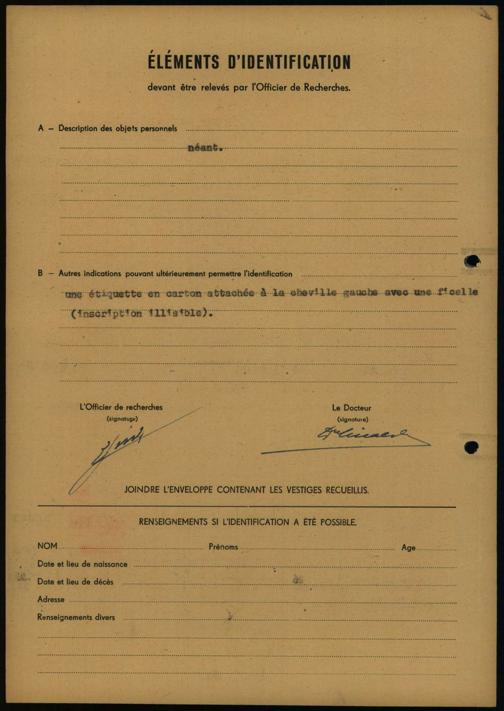 ÉLÉMENTS D'IDENTIFICATION
devant être relevés par l'Officier de Recherches.
A – Description des objets personnels
néant.
B – Autres indications pouvant ultérieurement permettre l'identification
une étiquette en carton attachée à la cheville gauche avec une ficelle
(inscription illisible).
L'Officier de recherches
(signature)
Le Docteur
(signature)
JOINDRE L'ENVELOPPE CONTENANT LES VESTIGES RECUEILLIS.
RENSEIGNEMENTS SI L'IDENTIFICATION A ÉTÉ POSSIBLE.
NOM Prénoms Age
Date et lieu de naissance
Date et lieu de décès
Adresse
Renseignements divers